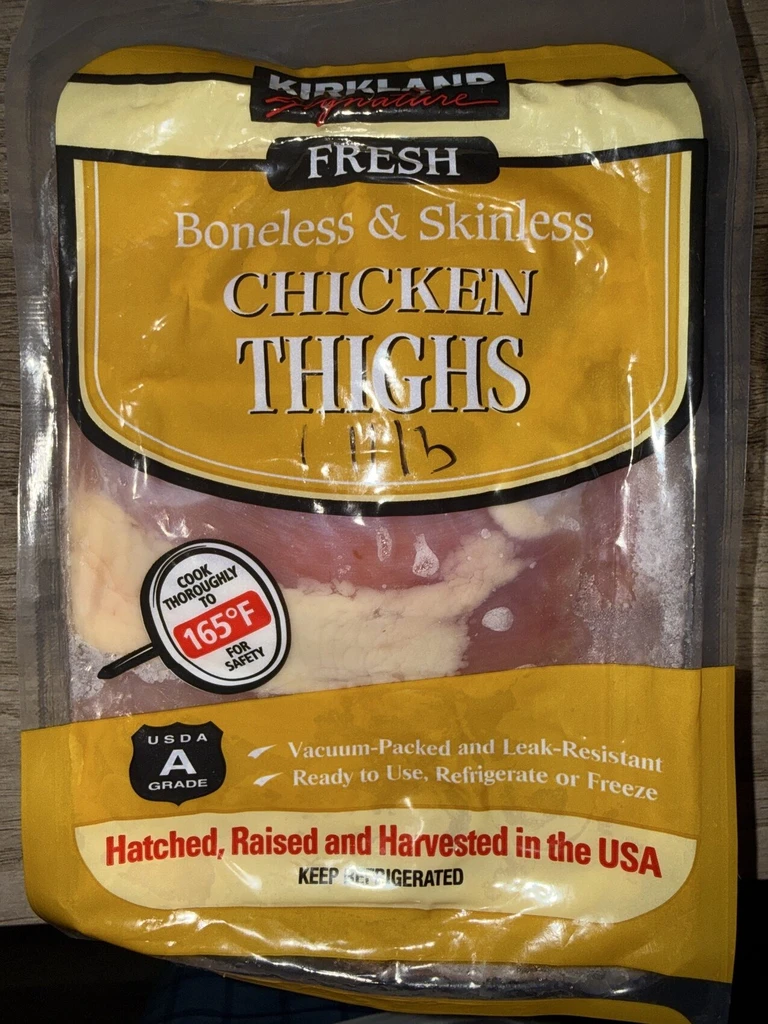 KIRKLAND
Signature
FRESH
Boneless & Skinless
CHICKEN
THIGHS
COOK
THOROUGHLY
TO
165°F
FOR
SAFETY
USDA
A
GRADE
Vacuum-Packed and Leak-Resistant
Ready to Use, Refrigerate or Freeze
Hatched, Raised and Harvested in the USA
KEEP REFRIGERATED